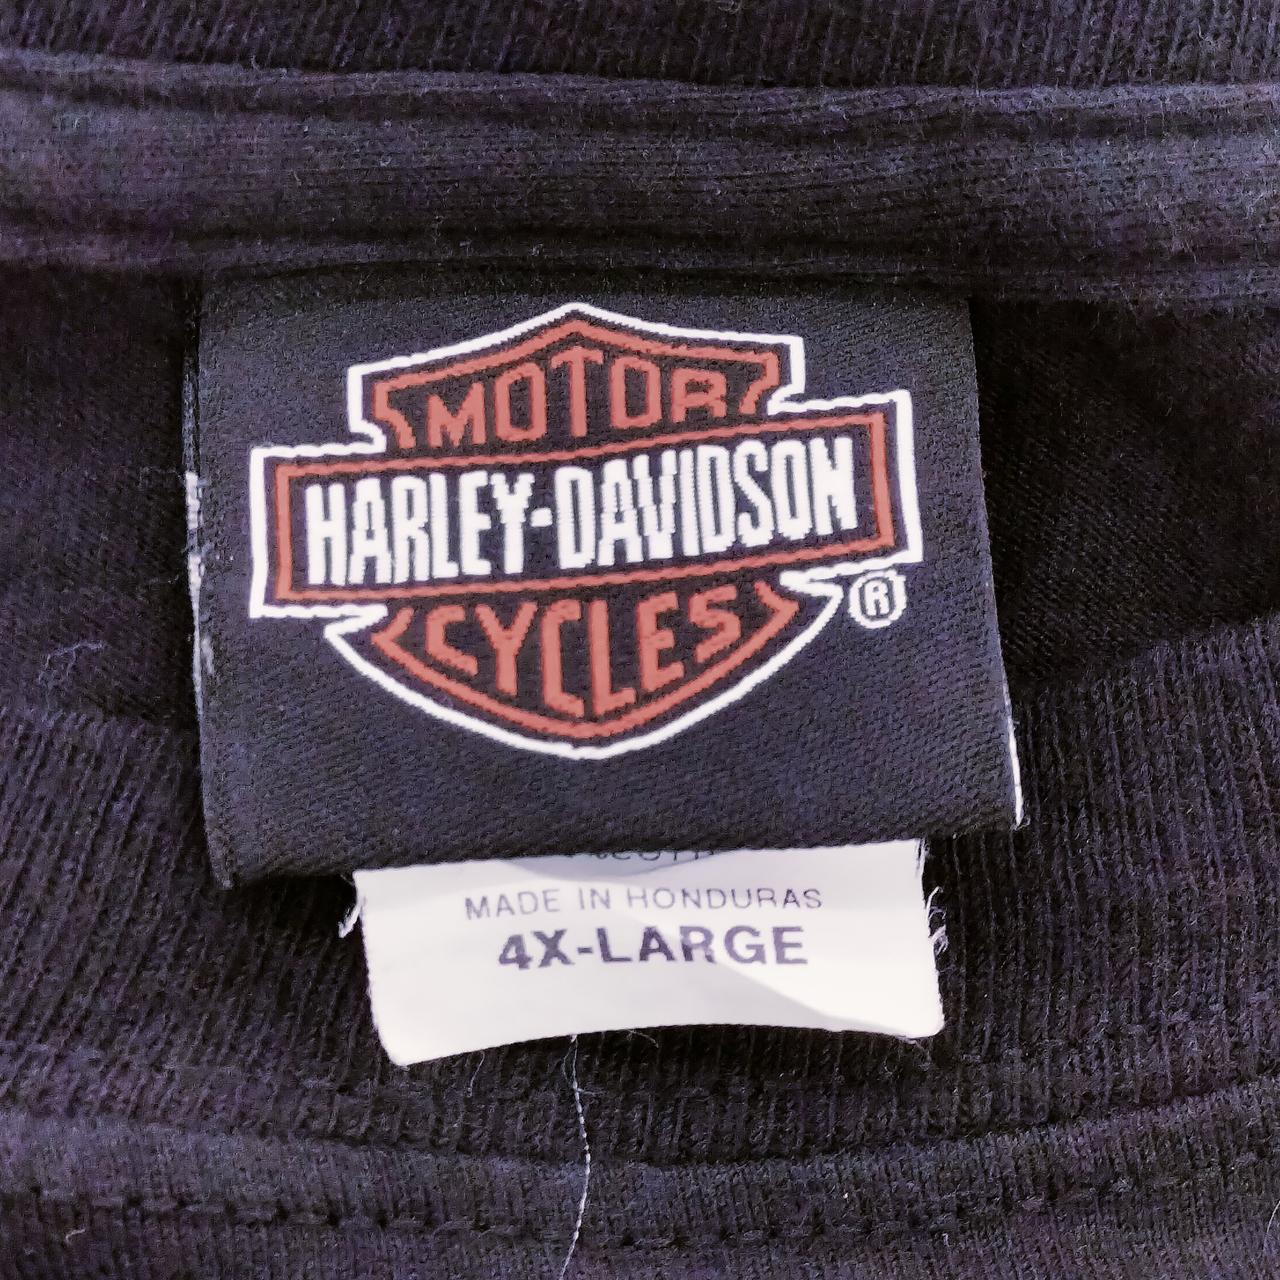 MOTOR
HARLEY-DAVIDSON
CYCLES
®
MADE IN HONDURAS
4X-LARGE